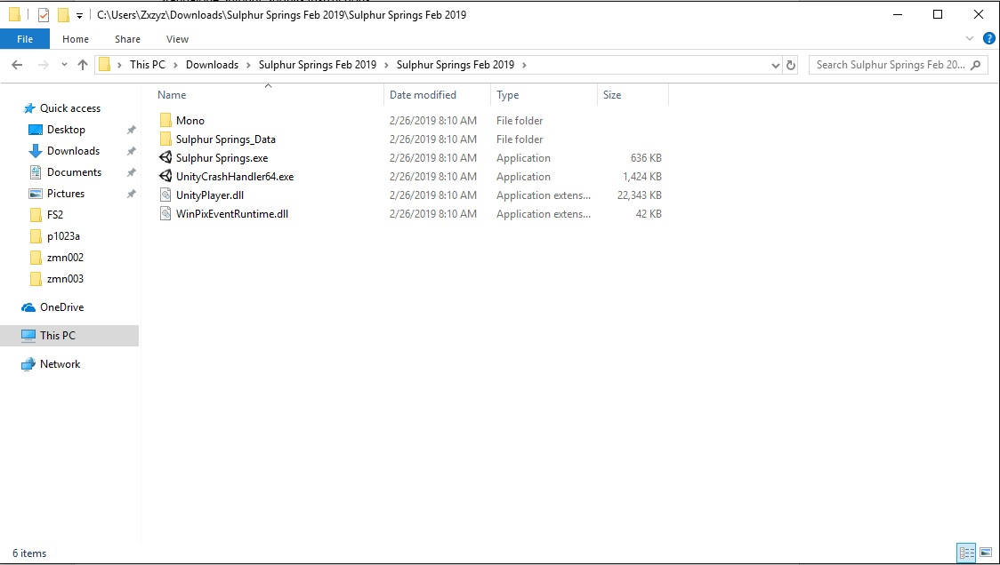 C:\Users\Zxzyz\Downloads\Sulphur Springs Feb 2019\Sulphur Springs Feb 2019
File Home Share View
This PC Downloads Sulphur Springs Feb 2019 Sulphur Springs Feb 2019 Search Sulphur Springs Feb 20...
Name Date modified Type Size
Quick access
Desktop
Downloads
Documents
Pictures
FS2
p1023a
zmn002
zmn003
OneDrive
This PC
Network
Mono 2/26/2019 8:10 AM File folder
Sulphur Springs_Data 2/26/2019 8:10 AM File folder
Sulphur Springs.exe 2/26/2019 8:10 AM Application 636 KB
UnityCrashHandler64.exe 2/26/2019 8:10 AM Application 1,424 KB
UnityPlayer.dll 2/26/2019 8:10 AM Application extens... 22,343 KB
WinPixEventRuntime.dll 2/26/2019 8:10 AM Application extens... 42 KB
6 items